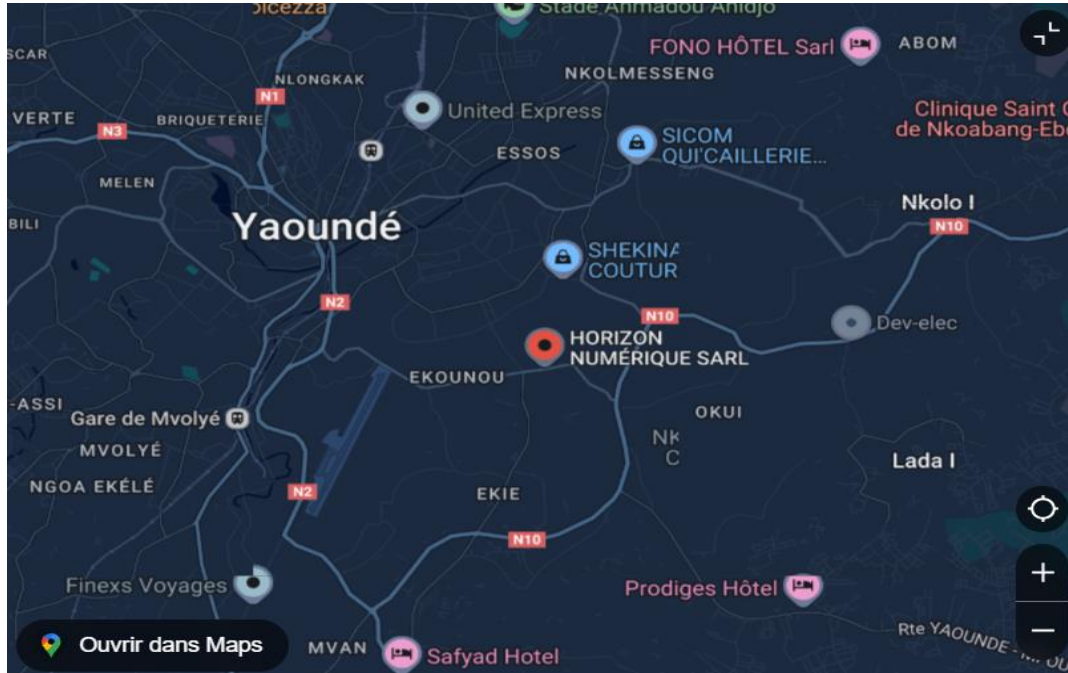 Stade Ahmadou Ahidjo
SCAR
FONO HÔTEL Sarl
ABOM
NLONGKAK
NKOLMESSENG
N1
United Express
Clinique Saint
de Nkoabang-Eb
VERTE
N3
BRIQUETERIE
ESSOS
SICOM
QUI'CAILLERIE...
MELEN
Nkolo I
BILI
Yaoundé
N10
SHEKINA
COUTUR
N2
N10
Dev-elec
HORIZON
NUMÉRIQUE SARL
EKOUNOU
-ASSI
Gare de Mvolyé
OKUI
MVOLYÉ
NK
C
Lada I
NGOA EKÉLÉ
N2
EKIE
N10
Finexs Voyages
Prodiges Hôtel
Ouvrir dans Maps
MVAN
Safyad Hotel
Rte YAOUNDE -